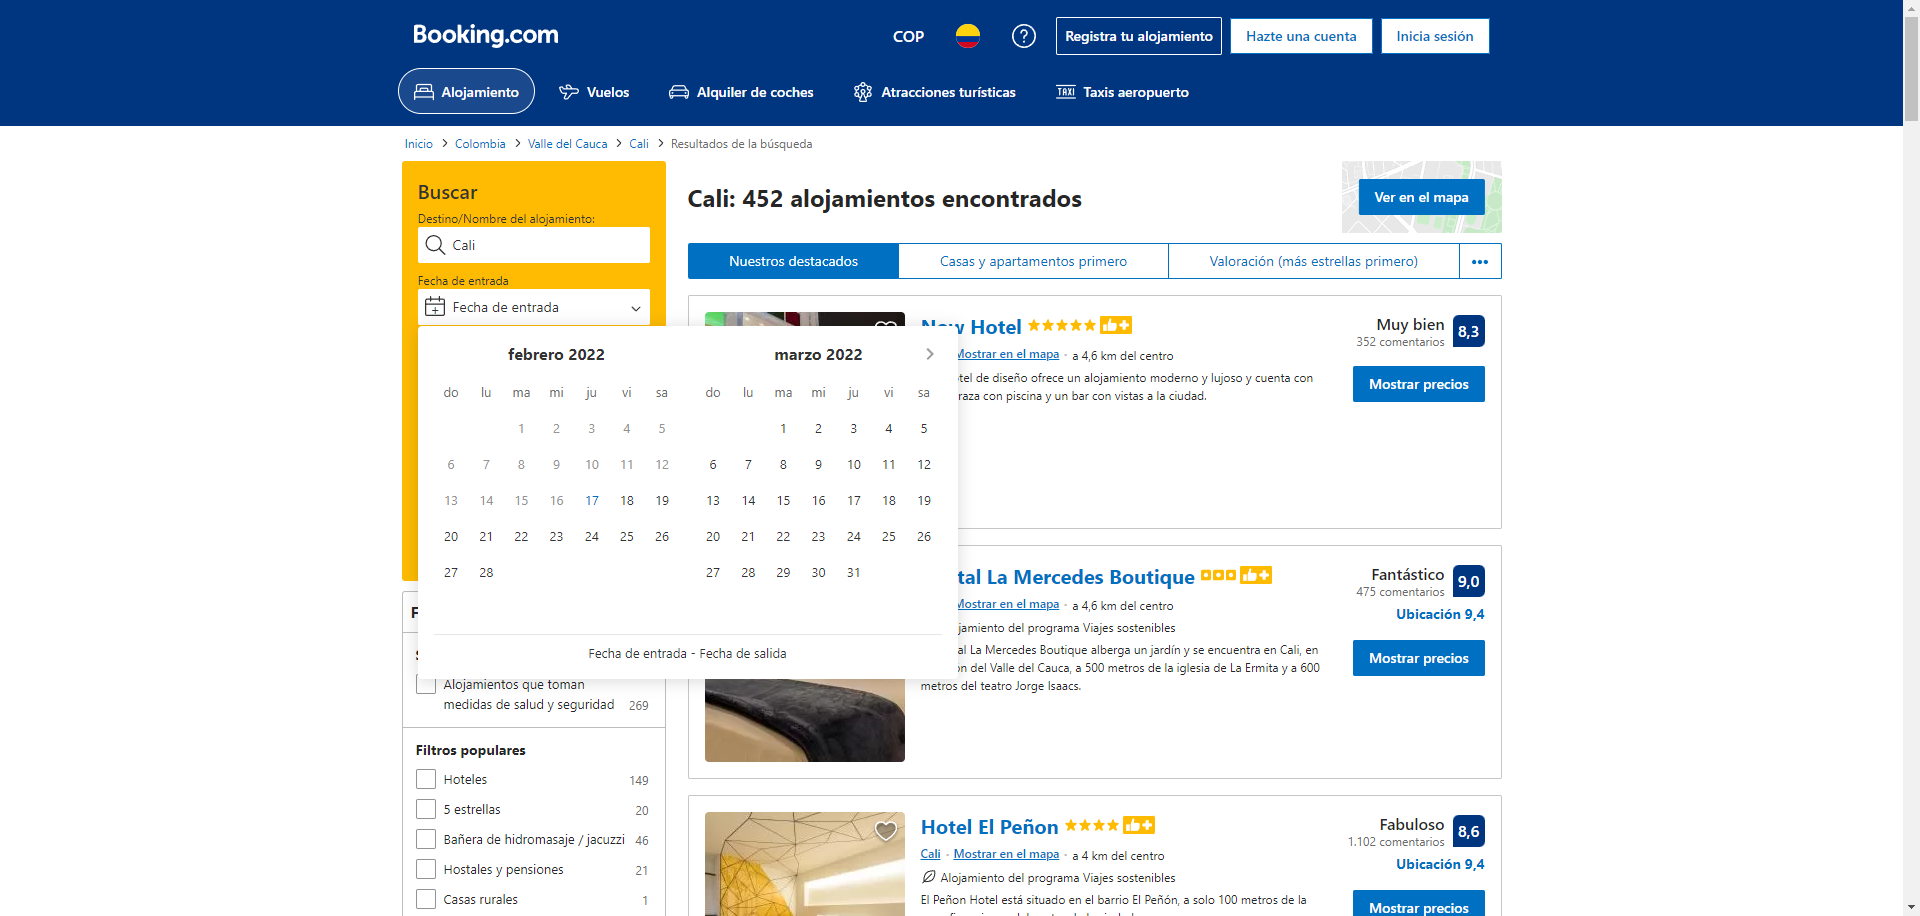 Booking.com
COP
Registra tu alojamiento
Hazte una cuenta
Inicia sesión
Alojamiento
Vuelos
Alquiler de coches
Atracciones turísticas
TAXI Taxis aeropuerto
Inicio > Colombia > Valle del Cauca > Cali > Resultados de la búsqueda
Buscar
Destino/Nombre del alojamiento:
Cali
Fecha de entrada
Fecha de entrada
febrero 2022
do lu ma mi ju vi sa
1 2 3 4 5
6 7 8 9 10 11 12
13 14 15 16 17 18 19
20 21 22 23 24 25 26
27 28
marzo 2022
do lu ma mi ju vi sa
1 2 3 4 5
6 7 8 9 10 11 12
13 14 15 16 17 18 19
20 21 22 23 24 25 26
27 28 29 30 31
Fecha de entrada - Fecha de salida
Alojamientos que toman
medidas de salud y seguridad 269
Filtros populares
Hoteles 149
5 estrellas 20
Bañera de hidromasaje / jacuzzi 46
Hostales y pensiones 21
Casas rurales 1
Cali: 452 alojamientos encontrados
Ver en el mapa
Nuestros destacados
Casas y apartamentos primero
Valoración (más estrellas primero)
Now Hotel
Mostrar en el mapa · a 4,6 km del centro
de diseño ofrece un alojamiento moderno y lujoso y cuenta con
con piscina y un bar con vistas a la ciudad.
Muy bien 8,3
352 comentarios
Mostrar precios
La Mercedes Boutique
Mostrar en el mapa · a 4,6 km del centro
del programa Viajes sostenibles
La Mercedes Boutique alberga un jardín y se encuentra en Cali, en
del Valle del Cauca, a 500 metros de la iglesia de La Ermita y a 600
metros del teatro Jorge Isaacs.
Fantástico 9,0
475 comentarios
Ubicación 9,4
Mostrar precios
Hotel El Peñon
Cali · Mostrar en el mapa · a 4 km del centro
Alojamiento del programa Viajes sostenibles
El Peñon Hotel está situado en el barrio El Peñón, a solo 100 metros de la
Fabuloso 8,6
1.102 comentarios
Ubicación 9,4
Mostrar precios